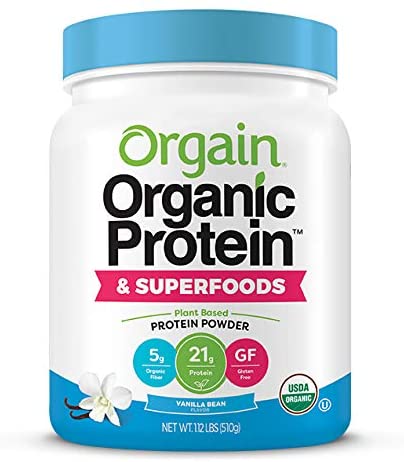 Orgain®
Organic
Protein™
& SUPERFOODS
Plant Based
PROTEIN POWDER
5g
Organic
Fiber
21g
Protein
GF
Gluten
Free
VANILLA BEAN
FLAVOR
USDA
ORGANIC
U
NET WT. 1.12 LBS (510g)